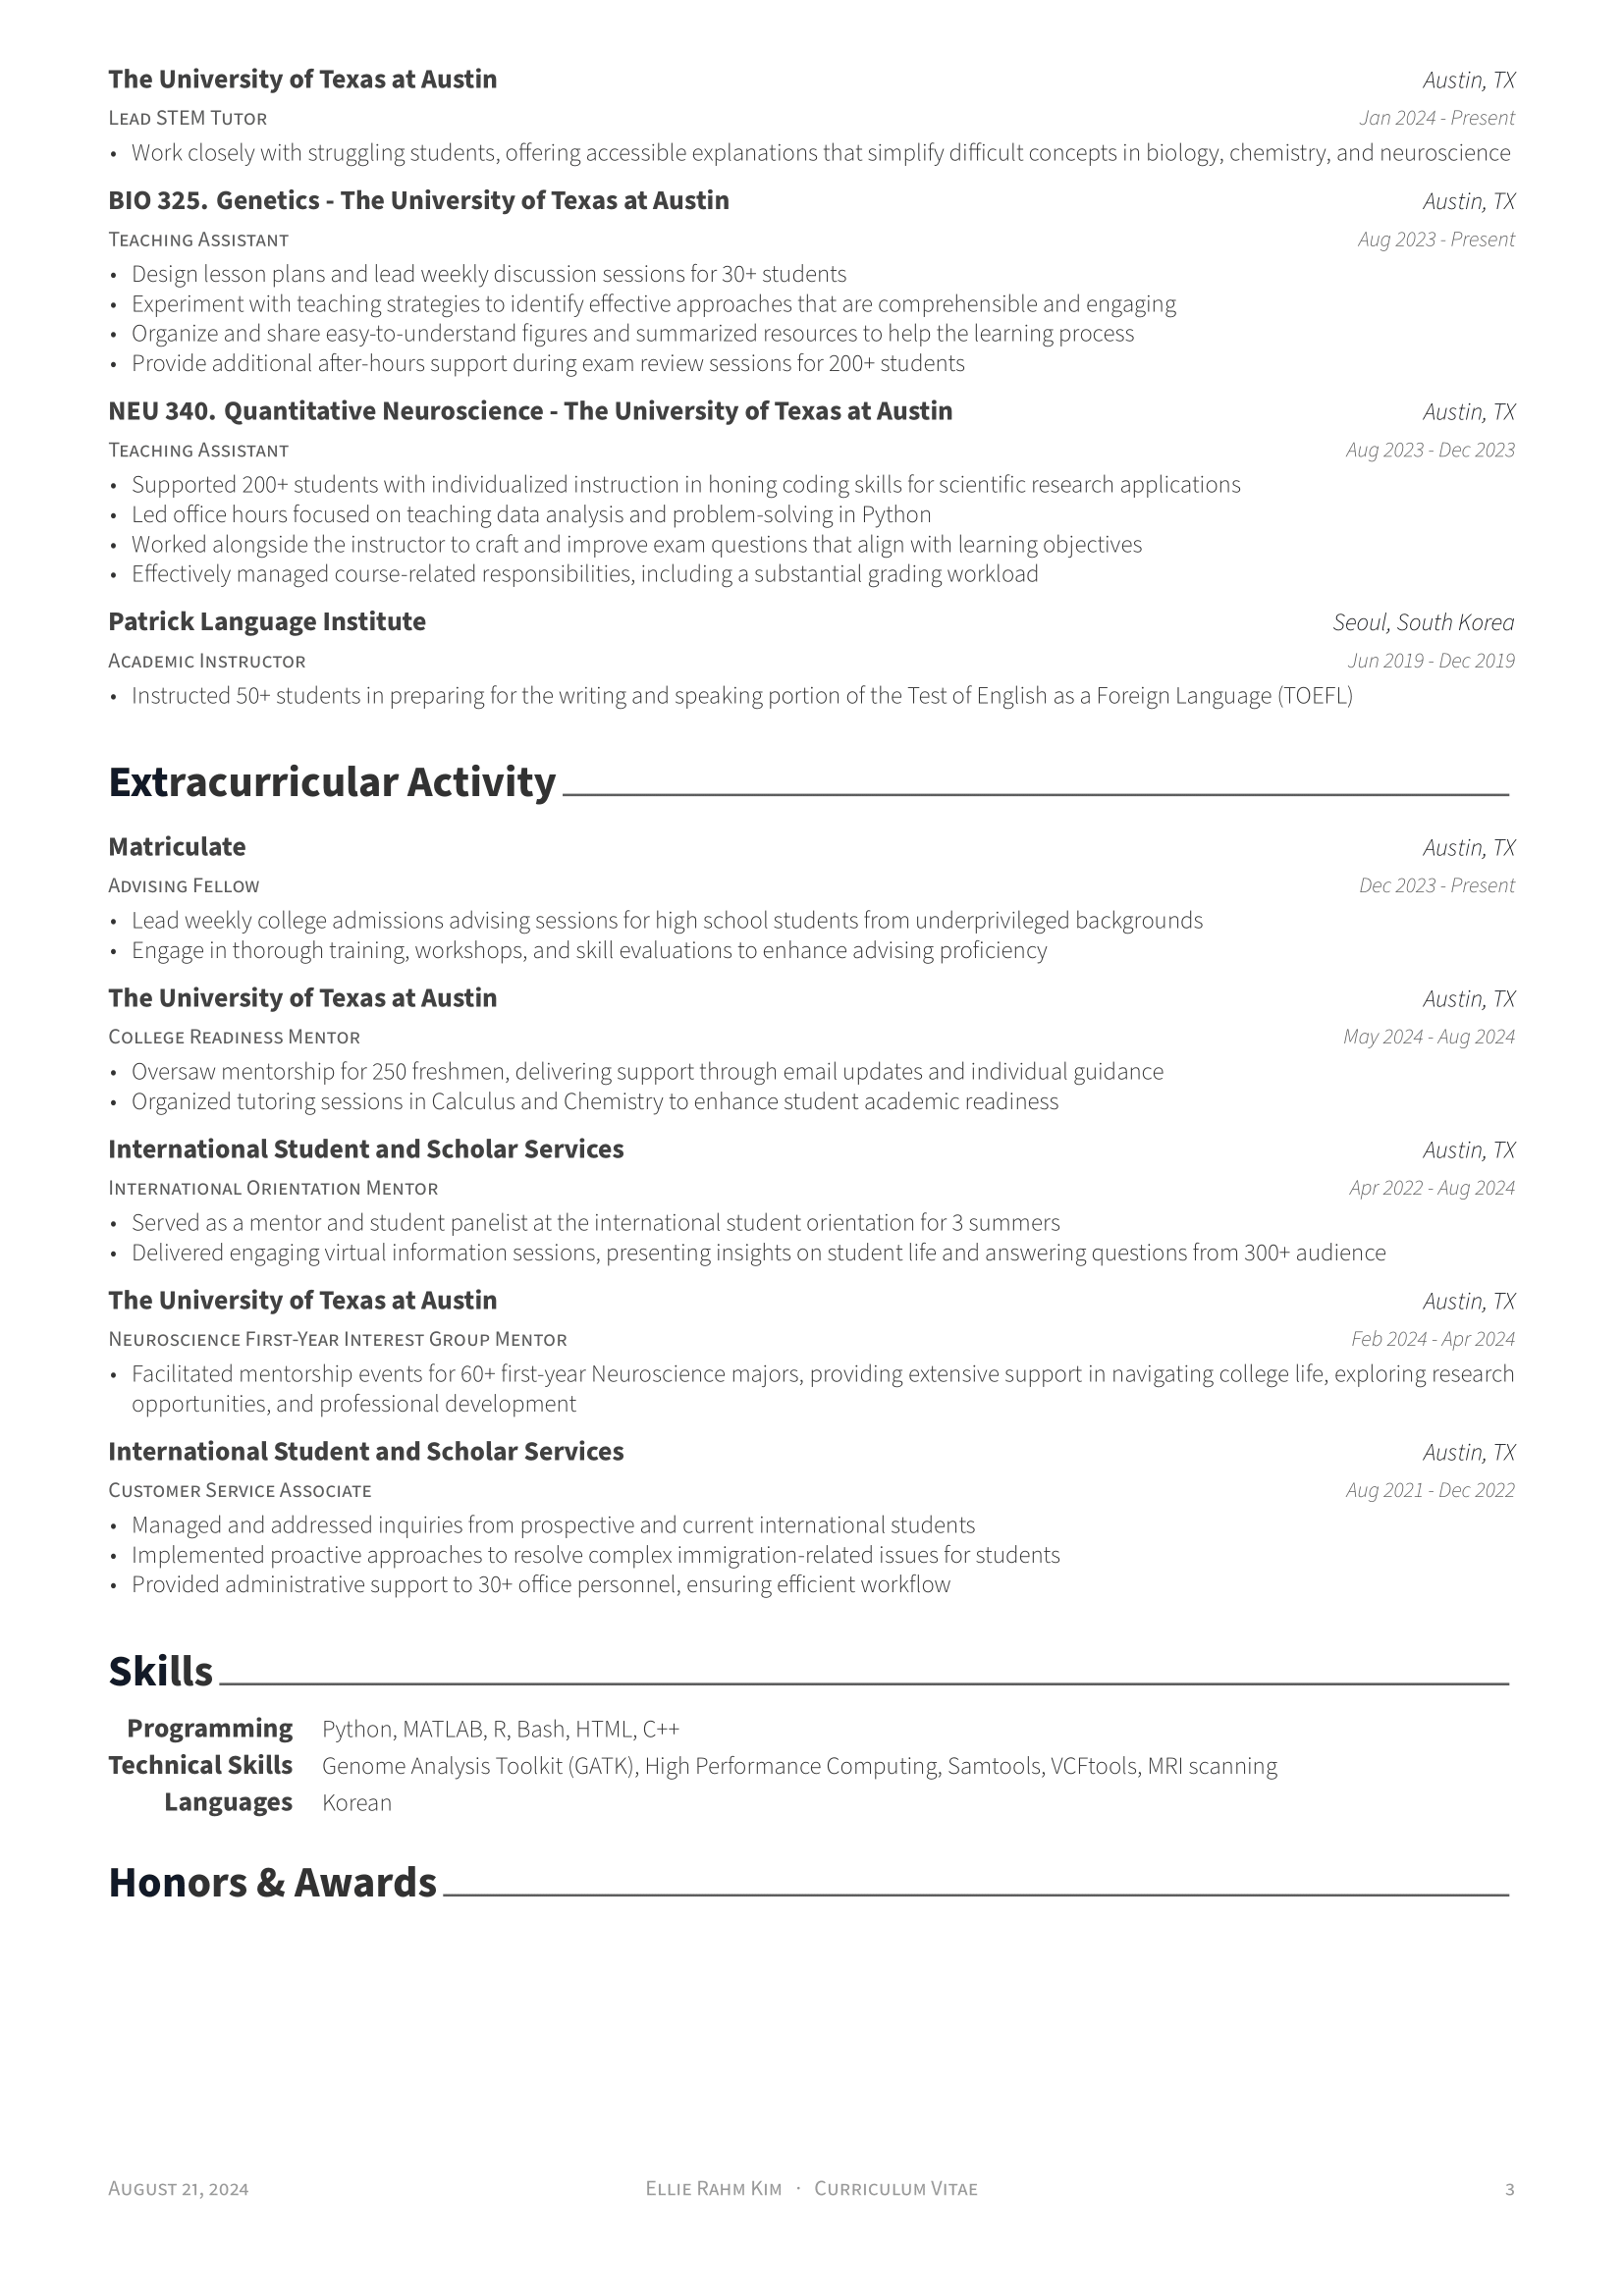 The University of Texas at Austin Austin, TX
Lead STEM Tutor Jan 2024 - Present
• Work closely with struggling students, offering accessible explanations that simplify difficult concepts in biology, chemistry, and neuroscience
BIO 325. Genetics - The University of Texas at Austin Austin, TX
Teaching Assistant Aug 2023 - Present
• Design lesson plans and lead weekly discussion sessions for 30+ students
• Experiment with teaching strategies to identify effective approaches that are comprehensible and engaging
• Organize and share easy-to-understand figures and summarized resources to help the learning process
• Provide additional after-hours support during exam review sessions for 200+ students
NEU 340. Quantitative Neuroscience - The University of Texas at Austin Austin, TX
Teaching Assistant Aug 2023 - Dec 2023
• Supported 200+ students with individualized instruction in honing coding skills for scientific research applications
• Led office hours focused on teaching data analysis and problem-solving in Python
• Worked alongside the instructor to craft and improve exam questions that align with learning objectives
• Effectively managed course-related responsibilities, including a substantial grading workload
Patrick Language Institute Seoul, South Korea
Academic Instructor Jun 2019 - Dec 2019
• Instructed 50+ students in preparing for the writing and speaking portion of the Test of English as a Foreign Language (TOEFL)
Extracurricular Activity
Matriculate Austin, TX
Advising Fellow Dec 2023 - Present
• Lead weekly college admissions advising sessions for high school students from underprivileged backgrounds
• Engage in thorough training, workshops, and skill evaluations to enhance advising proficiency
The University of Texas at Austin Austin, TX
College Readiness Mentor May 2024 - Aug 2024
• Oversaw mentorship for 250 freshmen, delivering support through email updates and individual guidance
• Organized tutoring sessions in Calculus and Chemistry to enhance student academic readiness
International Student and Scholar Services Austin, TX
International Orientation Mentor Apr 2022 - Aug 2024
• Served as a mentor and student panelist at the international student orientation for 3 summers
• Delivered engaging virtual information sessions, presenting insights on student life and answering questions from 300+ audience
The University of Texas at Austin Austin, TX
Neuroscience First-Year Interest Group Mentor Feb 2024 - Apr 2024
• Facilitated mentorship events for 60+ first-year Neuroscience majors, providing extensive support in navigating college life, exploring research
opportunities, and professional development
International Student and Scholar Services Austin, TX
Customer Service Associate Aug 2021 - Dec 2022
• Managed and addressed inquiries from prospective and current international students
• Implemented proactive approaches to resolve complex immigration-related issues for students
• Provided administrative support to 30+ office personnel, ensuring efficient workflow
Skills
Programming Python, MATLAB, R, Bash, HTML, C++
Technical Skills Genome Analysis Toolkit (GATK), High Performance Computing, Samtools, VCFtools, MRI scanning
Languages Korean
Honors & Awards
August 21, 2024 Ellie Rahm Kim · Curriculum Vitae 3